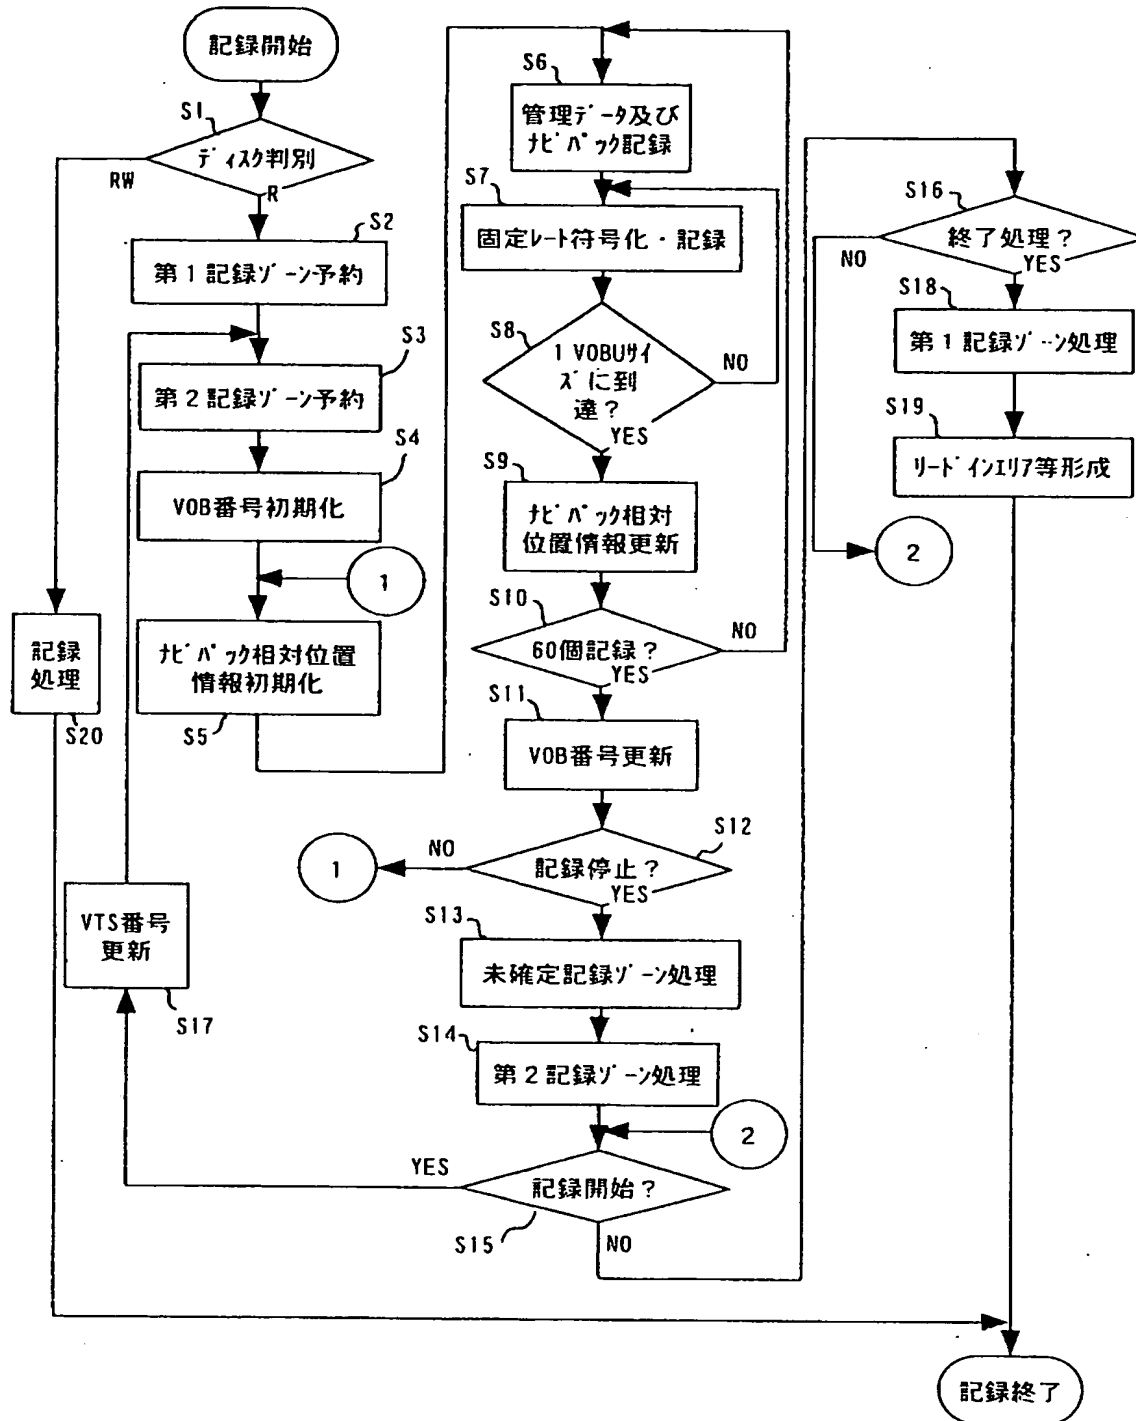 記録開始
S1
ディスク判別
RW
R
S2
第1記録ゾーン予約
S3
第2記録ゾーン予約
S4
VOB番号初期化
1
ナビパック相対位置
情報初期化
S5
記録
処理
S20
VTS番号
更新
S17
S6
管理データ及び
ナビパック記録
S7
固定レート符号化・記録
S8
1 VOBUサイ
ズに到
達?
NO
YES
S9
ナビパック相対
位置情報更新
S10
60個記録?
NO
YES
S11
VOB番号更新
S12
記録停止?
NO
1
YES
S13
未確定記録ゾーン処理
S14
第2記録ゾーン処理
2
記録開始?
YES
S15
NO
S16
終了処理?
NO
YES
2
S18
第1記録ゾーン処理
S19
リードインエリア等形成
記録終了